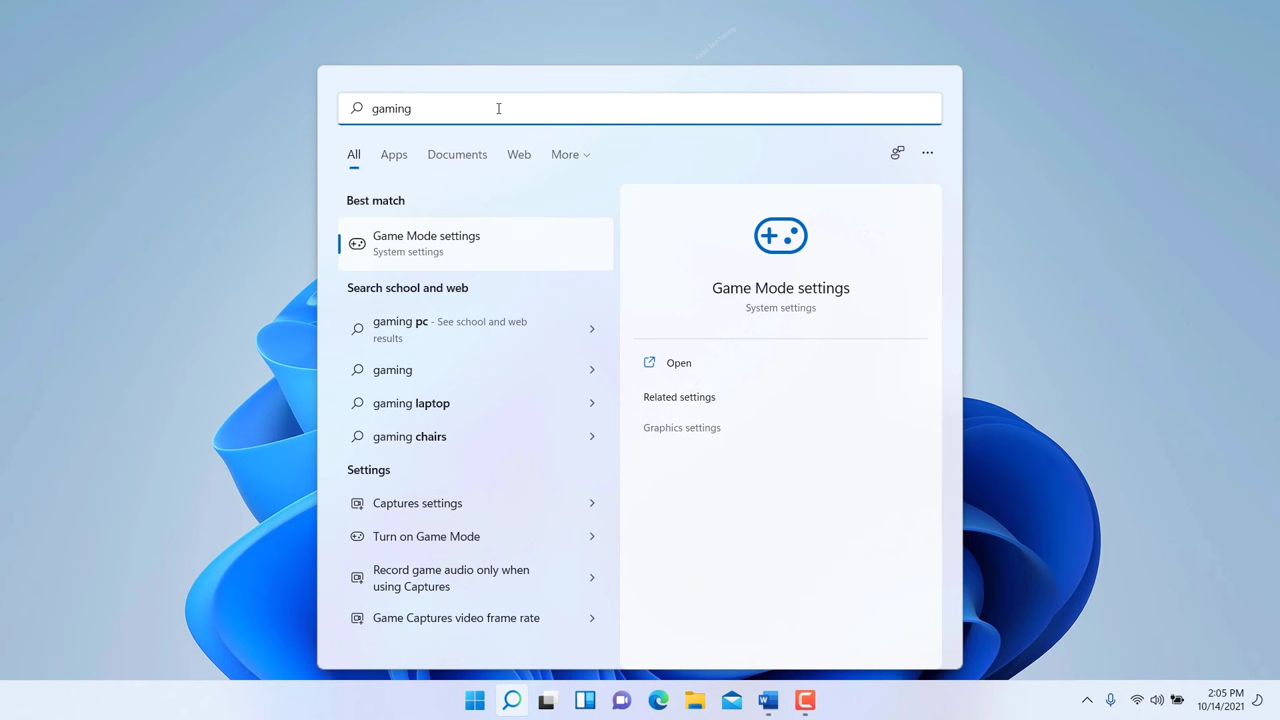 gaming
All Apps Documents Web More
Best match
Game Mode settings
System settings
Search school and web
gaming pc - See school and web
results
gaming
gaming laptop
gaming chairs
Settings
Captures settings
Turn on Game Mode
Record game audio only when
using Captures
Game Captures video frame rate
Game Mode settings
System settings
Open
Related settings
Graphics settings
2:05 PM
10/14/2021